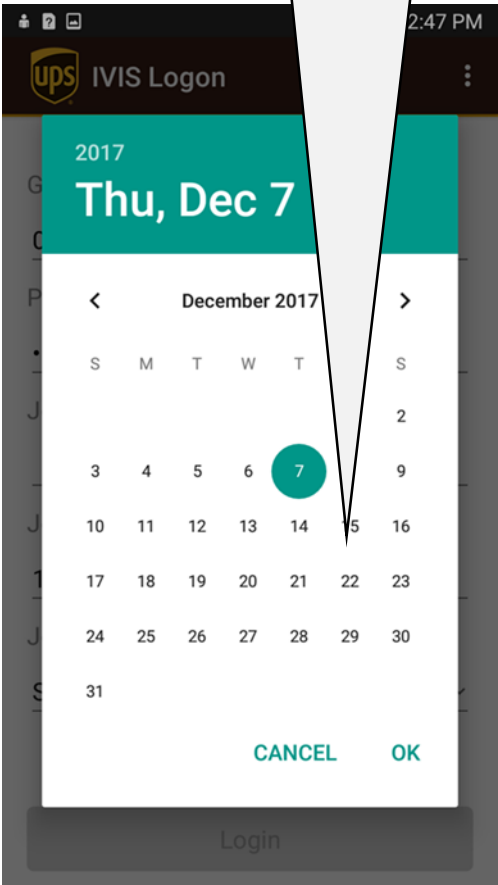 2:47 PM
ups IVIS Logon
2017
Thu, Dec 7
December 2017
S M T W T S
2
3 4 5 6 7 9
10 11 12 13 14 15 16
17 18 19 20 21 22 23
24 25 26 27 28 29 30
31
CANCEL OK
Login